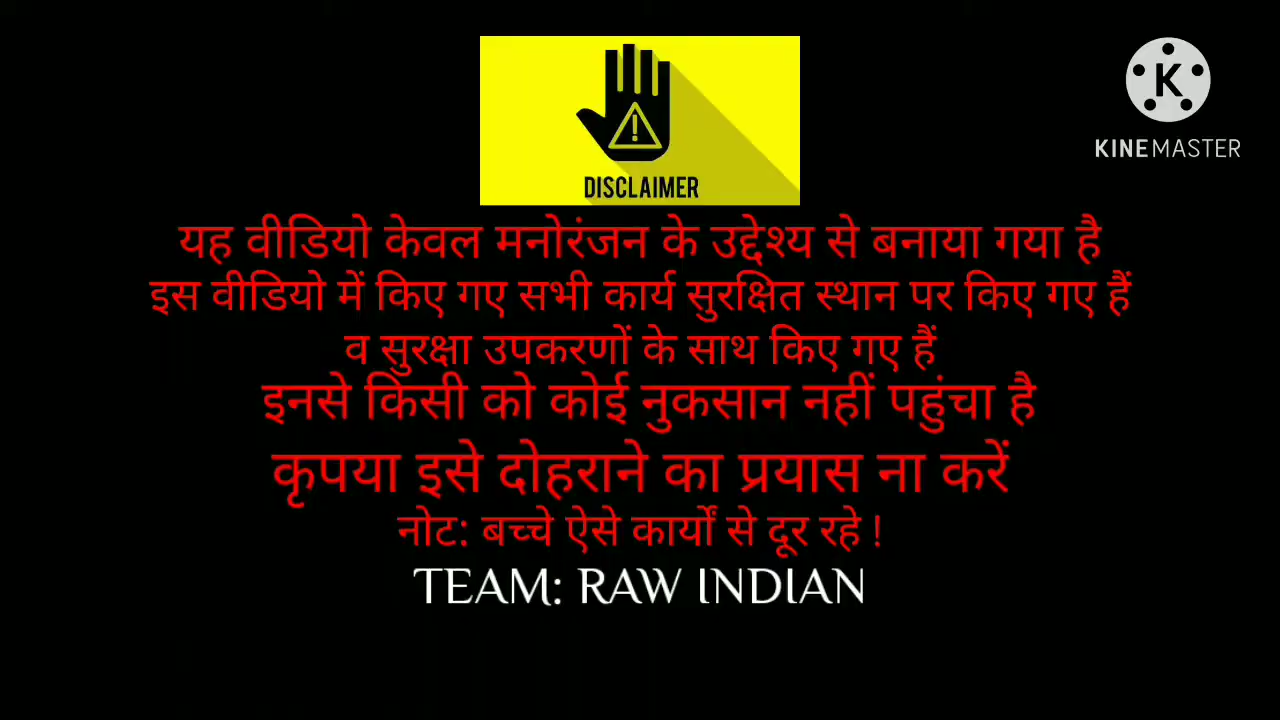 DISCLAIMER
K
KINEMASTER
यह वीडियो केवल मनोरंजन के उद्देश्य से बनाया गया है
इस वीडियो में किए गए सभी कार्य सुरक्षित स्थान पर किए गए हैं
व सुरक्षा उपकरणों के साथ किए गए हैं
इनसे किसी को कोई नुकसान नहीं पहुंचा है
कृपया इसे दोहराने का प्रयास ना करें
नोट: बच्चे ऐसे कार्यों से दूर रहे !
TEAM: RAW INDIAN